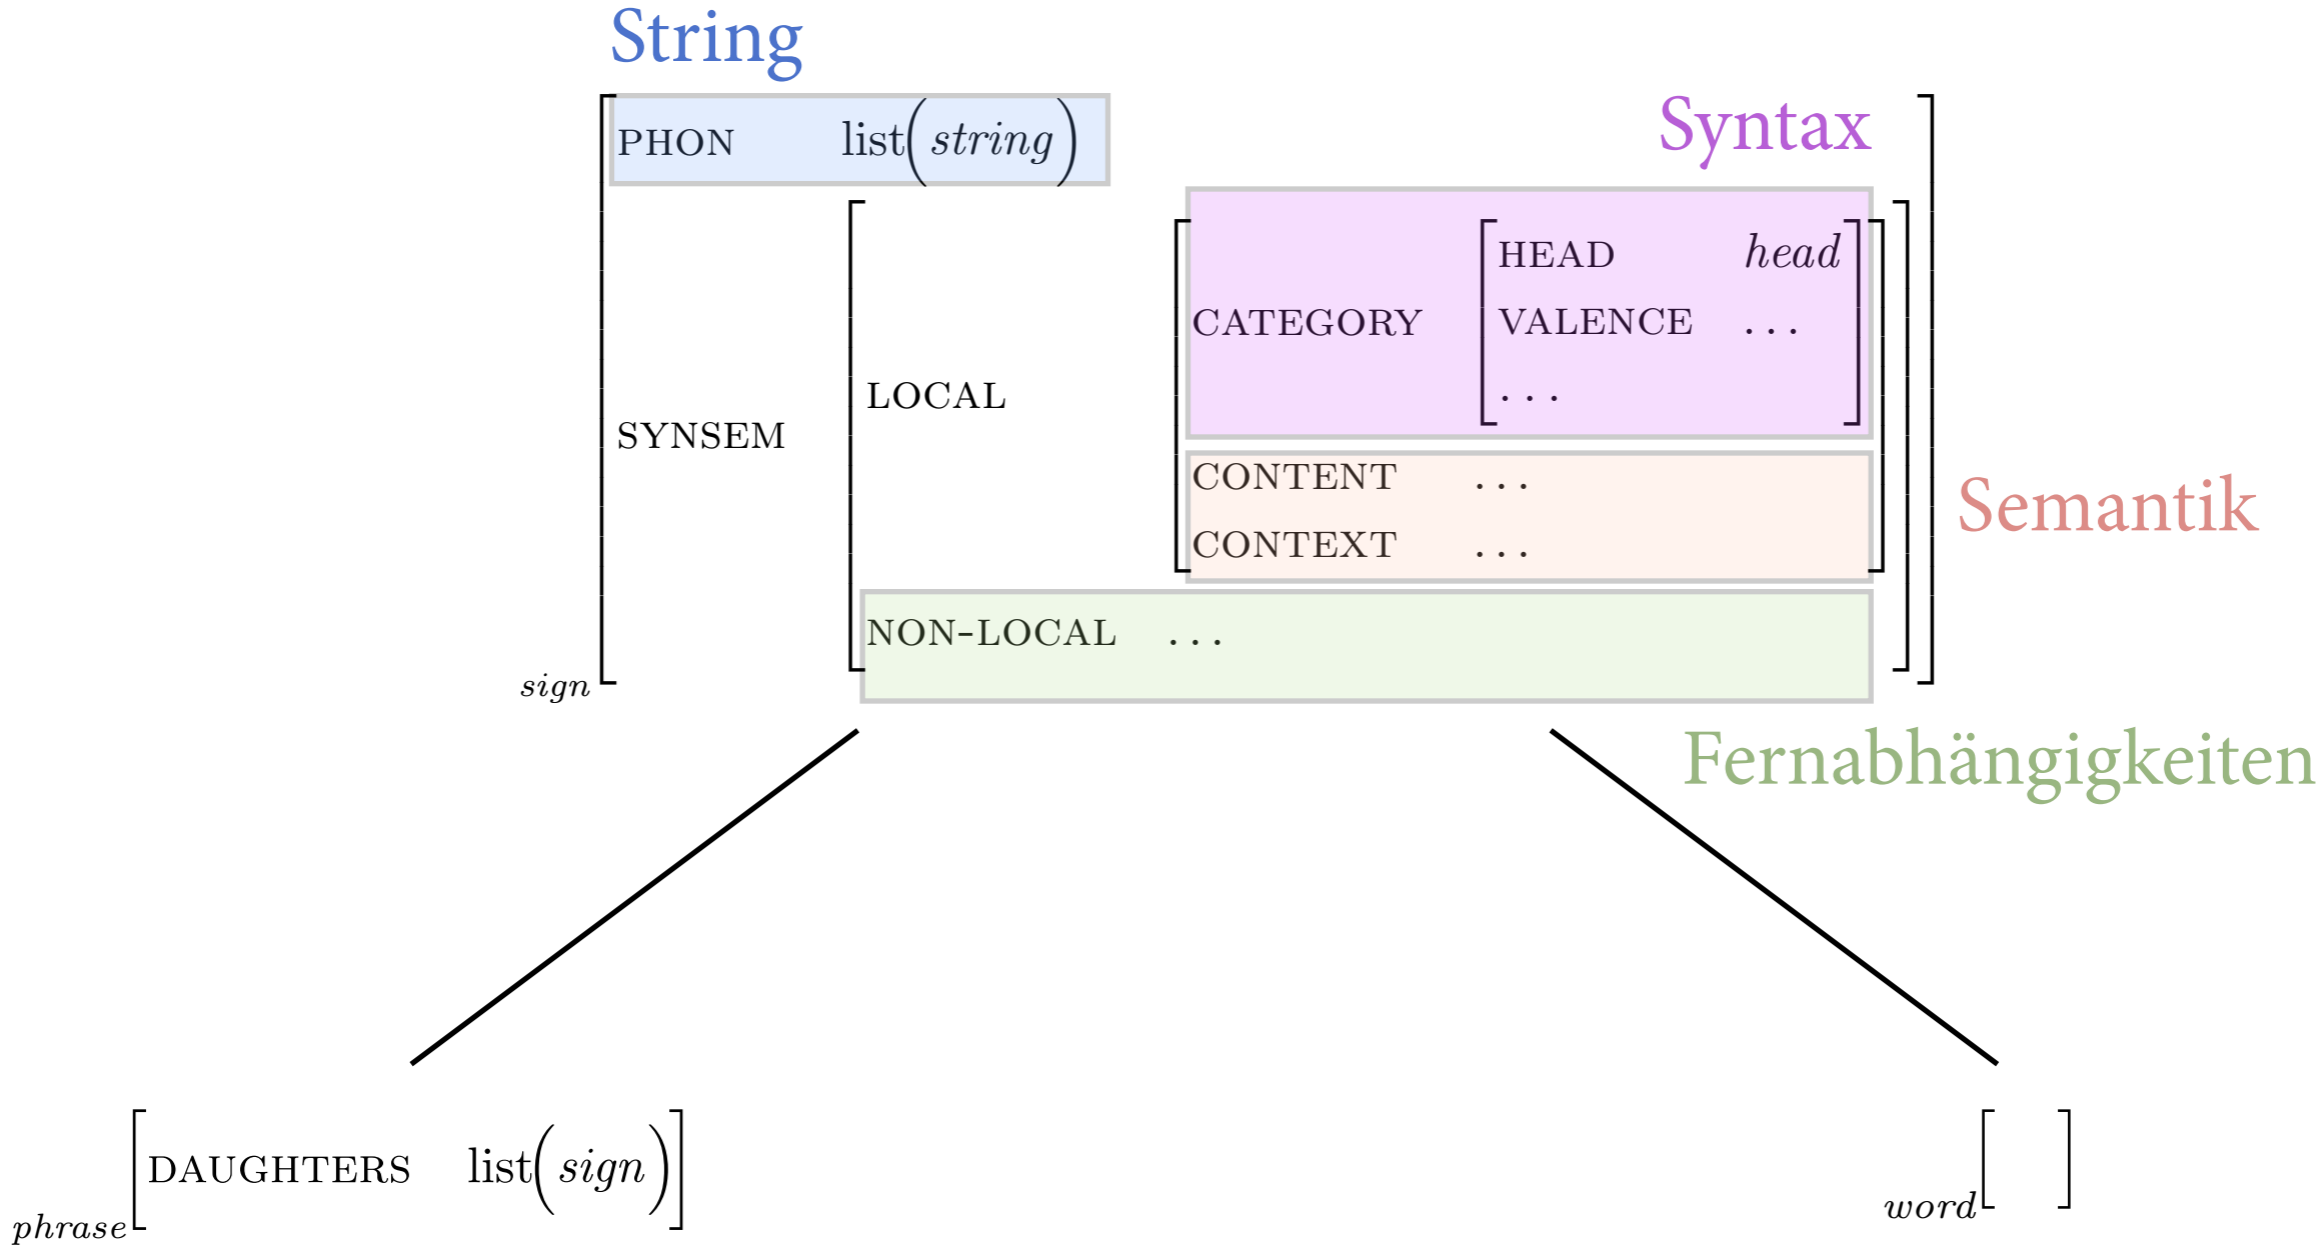 String
PHON list(string)
Syntax
HEAD head
CATEGORY VALENCE ...
...
LOCAL
SYNSEM
CONTENT ...
Semantik
CONTEXT ...
NON-LOCAL ...
sign
Fernabhängigkeiten
DAUGHTERS list(sign)
phrase
word